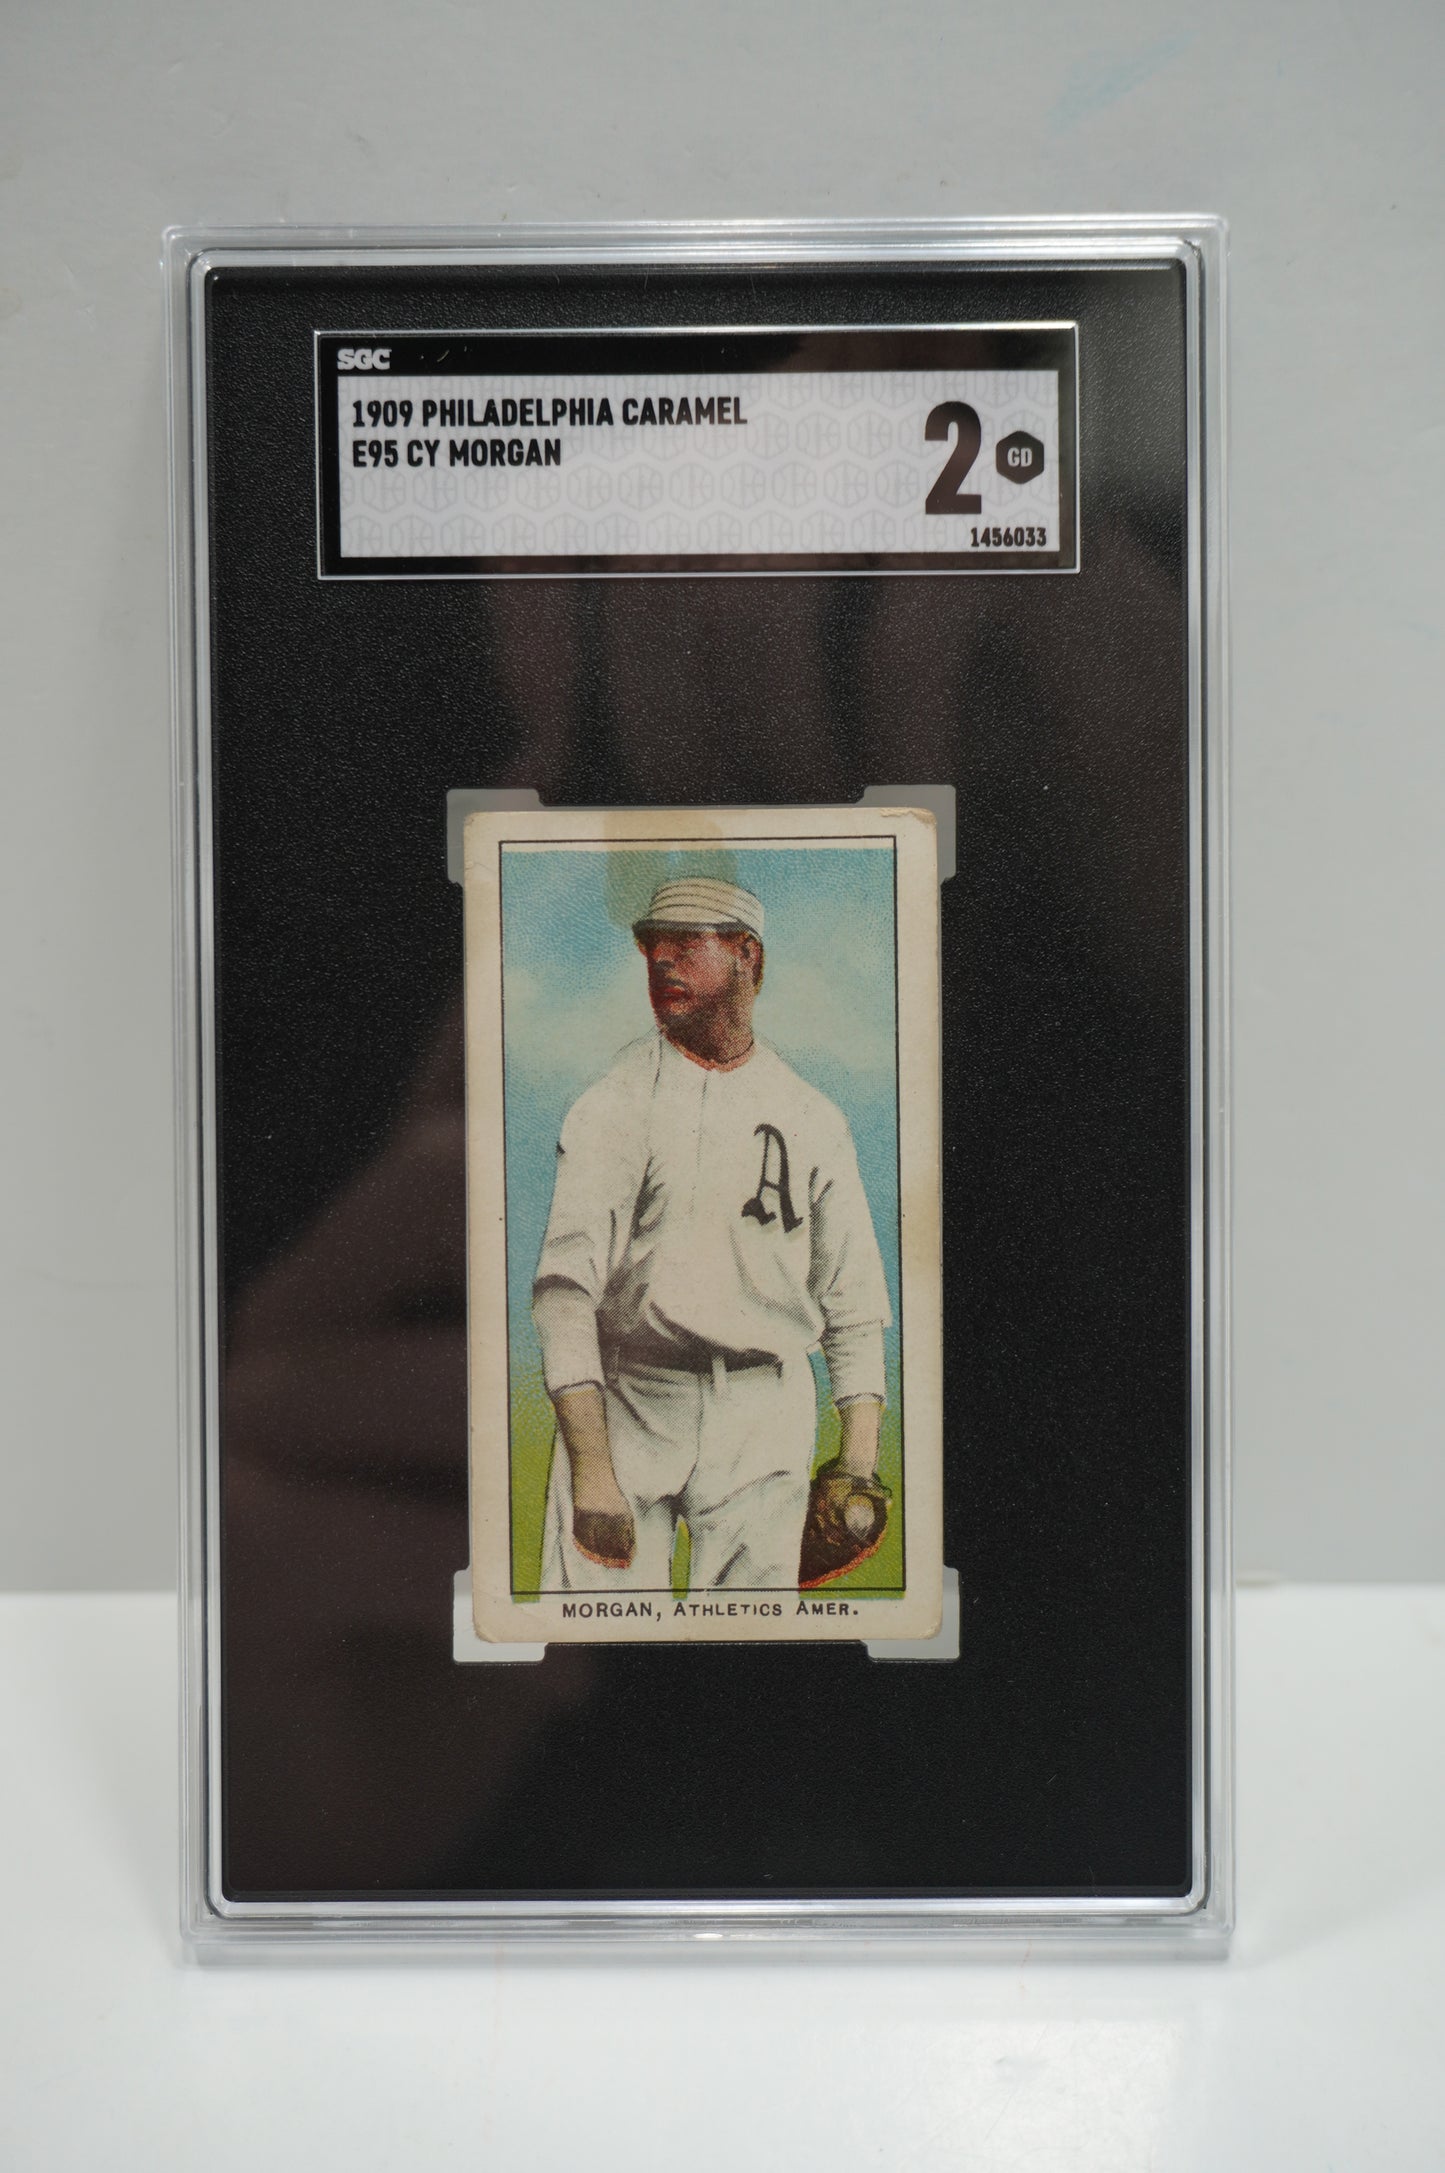 SGC
1909 PHILADELPHIA CARAMEL
E95 CY MORGAN
2 GD
1456033
A
MORGAN, ATHLETICS AMER.